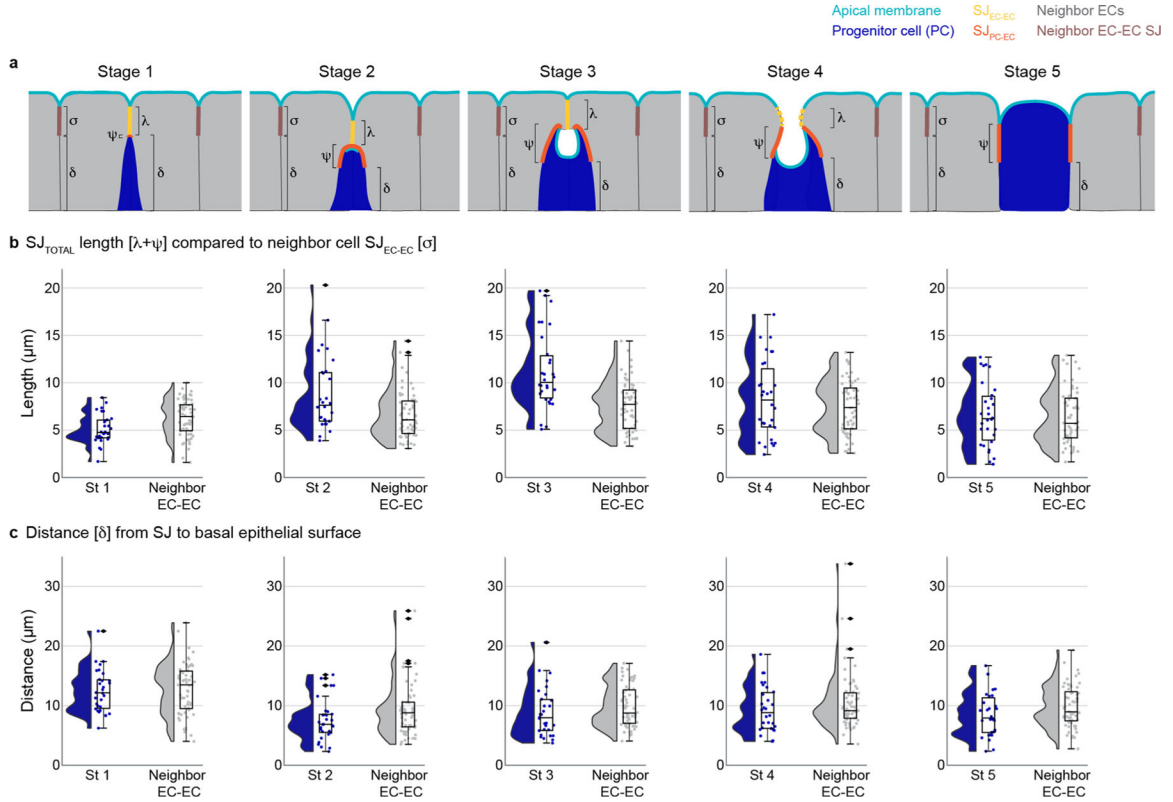 Apical membrane SJEC-EC Neighbor ECs
Progenitor cell (PC) SJPC-EC Neighbor EC-EC SJ
a
Stage 1 Stage 2 Stage 3 Stage 4 Stage 5
σ ψ λ δ δ
σ ψ λ δ δ
σ ψ λ δ δ
σ ψ λ δ δ
σ ψ δ δ
b SJTOTAL length [λ+ψ] compared to neighbor cell SJEC-EC [σ]
Length (μm)
20 20 20 20 20
15 15 15 15 15
10 10 10 10 10
5 5 5 5 5
0 0 0 0 0
St 1 Neighbor St 2 Neighbor St 3 Neighbor St 4 Neighbor St 5 Neighbor
EC-EC EC-EC EC-EC EC-EC EC-EC
c Distance [δ] from SJ to basal epithelial surface
Distance (μm)
30 30 30 30 30
20 20 20 20 20
10 10 10 10 10
0 0 0 0 0
St 1 Neighbor St 2 Neighbor St 3 Neighbor St 4 Neighbor St 5 Neighbor
EC-EC EC-EC EC-EC EC-EC EC-EC